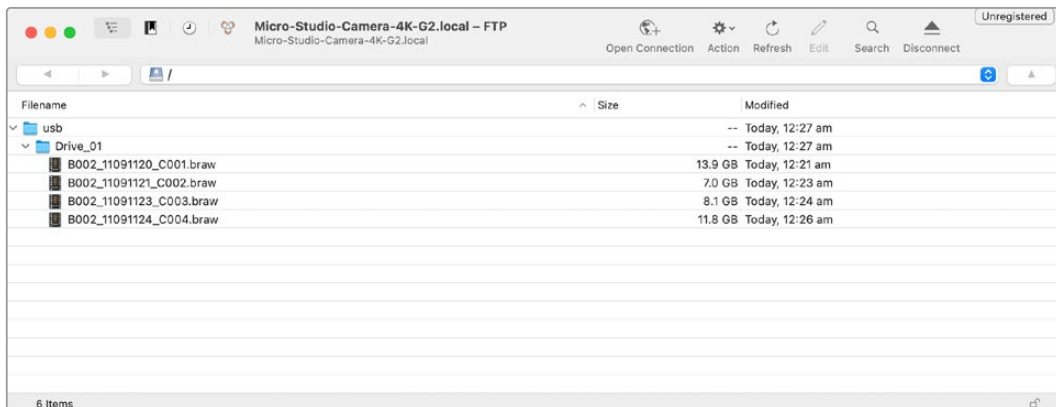 Unregistered
Micro-Studio-Camera-4K-G2.local – FTP
Micro-Studio-Camera-4K-G2.local
Open Connection Action Refresh Edit Search Disconnect
/
Filename Size Modified
usb -- Today, 12:27 am
Drive_01 -- Today, 12:27 am
B002_11091120_C001.braw 13.9 GB Today, 12:21 am
B002_11091121_C002.braw 7.0 GB Today, 12:23 am
B002_11091123_C003.braw 8.1 GB Today, 12:24 am
B002_11091124_C004.braw 11.8 GB Today, 12:26 am
6 Items